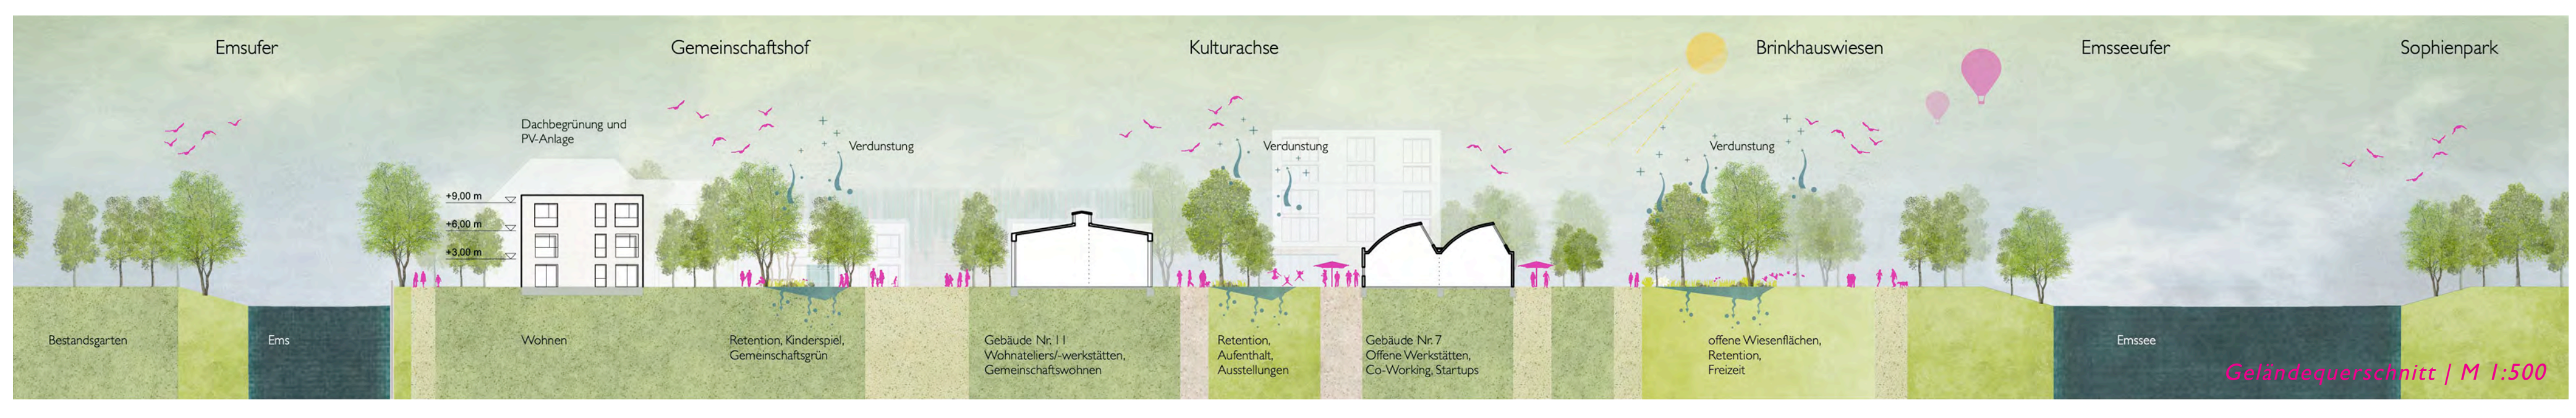 Emsufer
Gemeinschaftshof
Kulturachse
Brinkhauswiesen
Emsseeufer
Sophienpark
Dachbegrünung und
PV-Anlage
Verdunstung
Verdunstung
Verdunstung
+9,00 m
+6,00 m
+3,00 m
Bestandsgarten
Ems
Wohnen
Retention, Kinderspiel,
Gemeinschaftsgrün
Gebäude Nr. 11
Wohnateliers/-werkstätten,
Gemeinschaftswohnen
Retention,
Aufenthalt,
Ausstellungen
Gebäude Nr. 7
Offene Werkstätten,
Co-Working, Startups
offene Wiesenflächen,
Retention,
Freizeit
Emssee
Geländequerschnitt | M 1:500